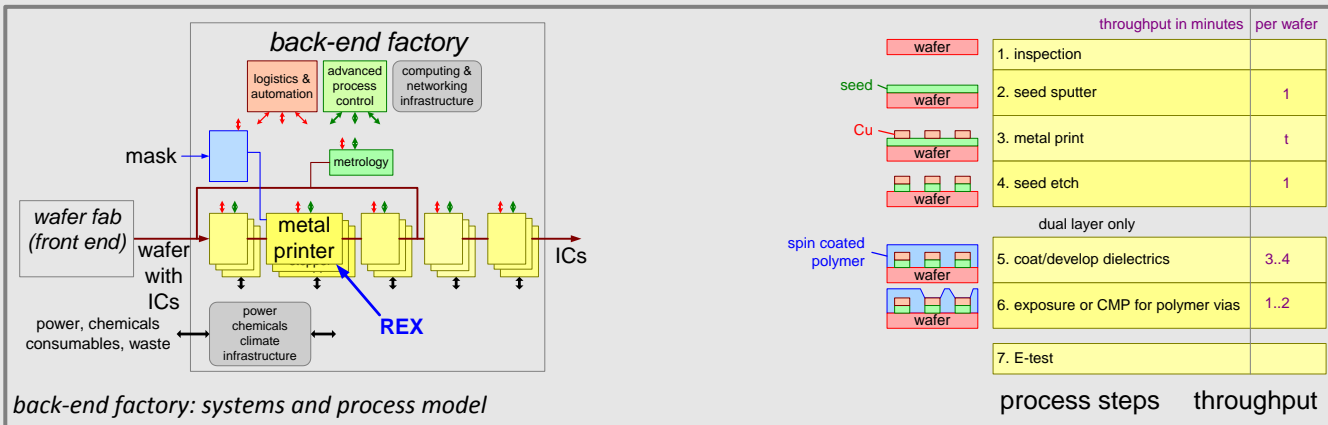 back-end factory
logistics &
automation
advanced
process
control
computing &
networking
infrastructure
mask
metrology
wafer fab
(front end)
metal
printer
wafer
with
ICs
ICs
REX
power, chemicals
consumables, waste
power
chemicals
climate
infrastructure
back-end factory: systems and process model
throughput in minutes per wafer
wafer 1. inspection
seed
wafer
2. seed sputter 1
Cu
wafer
3. metal print t
wafer
4. seed etch 1
dual layer only
spin coated
polymer
wafer
5. coat/develop dielectrics 3..4
wafer
6. exposure or CMP for polymer vias 1..2
7. E-test
process steps throughput